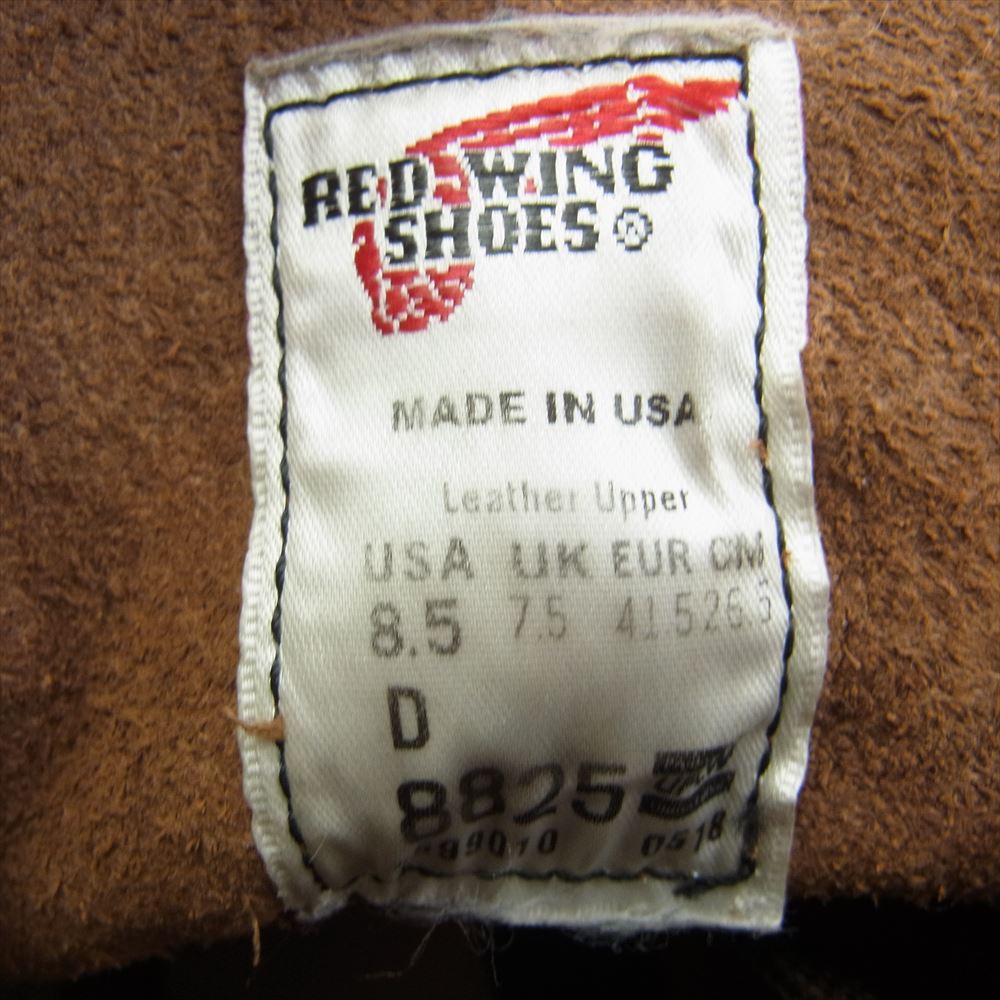 RED WING
SHOES ®
MADE IN USA
Leather Upper
USA UK EUR CM
8.5 7.5 41.5 26.5
D
8825
0518